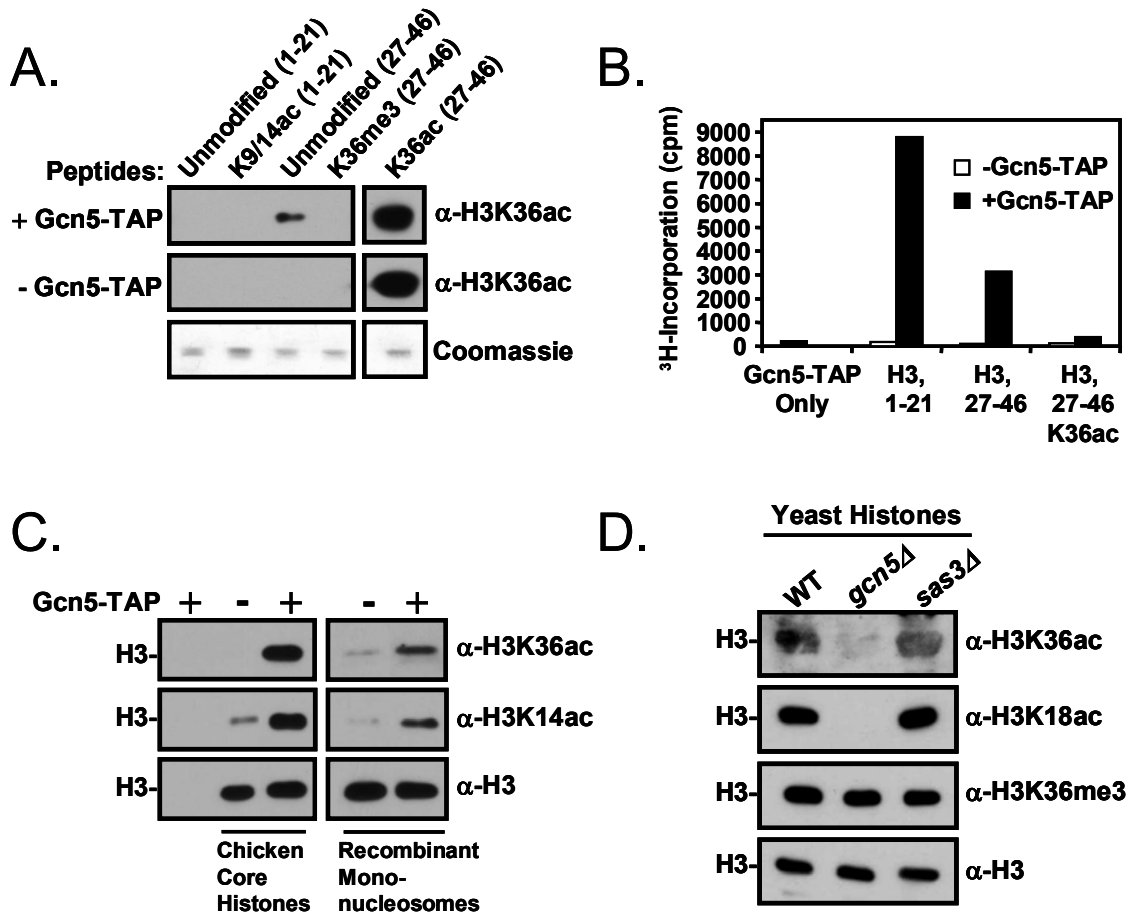 A.
Peptides:
Unmodified (1-21)
K9/14ac (1-21)
Unmodified (27-46)
K36me3 (27-46)
K36ac (27-46)
+ Gcn5-TAP
α-H3K36ac
- Gcn5-TAP
α-H3K36ac
Coomassie
B.
³H-Incorporation (cpm)
9000
8000
7000
6000
5000
4000
3000
2000
1000
0
-Gcn5-TAP
+Gcn5-TAP
Gcn5-TAP H3, H3, H3,
Only 1-21 27-46 27-46
K36ac
C.
Gcn5-TAP + - + - +
H3- α-H3K36ac
H3- α-H3K14ac
H3- α-H3
Chicken Recombinant
Core Mono-
Histones nucleosomes
D.
Yeast Histones
WT
gcn5Δ
sas3Δ
H3- α-H3K36ac
H3- α-H3K18ac
H3- α-H3K36me3
H3- α-H3